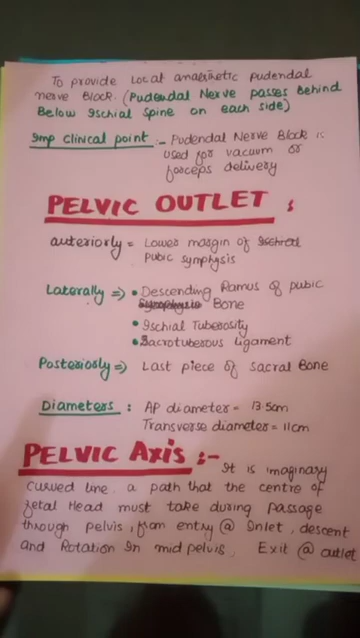 To provide Local anaesthetic pudendal
nerve Block. (Pudendal Nerve passes Behind
Below Ischial Spine on each side)
Imp clinical point :- Pudendal Nerve Block is
used for vacuum or
forceps delivery
PELVIC OUTLET :
anteriorly = Lower margin of
Pubic symphysis
Laterally => • Descending Ramus of pubic
Bone
• Ischial Tuberosity
• Sacrotuberous Ligament
Posteriorly => Last piece of sacral Bone
Diameters : AP diameter = 13.5cm
Transverse diameter = 11cm
PELVIC AXIS :-
It is imaginary
curved line. a path that the centre of
fetal Head must take during passage
through pelvis, from entry @ Inlet, descent
and Rotation In mid pelvis, Exit @ outlet